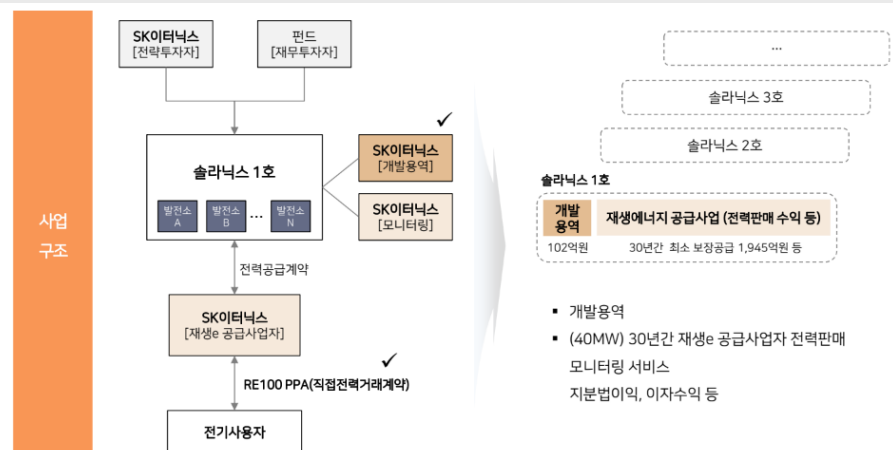 사업
구조
SK이터닉스
[전략투자자]
펀드
[재무투자자]
솔라닉스 1호
발전소
A
발전소
B
...
발전소
N
SK이터닉스
[개발용역]
SK이터닉스
[모니터링]
전력공급계약
SK이터닉스
[재생e 공급사업자]
RE100 PPA(직접전력거래계약)
전기사용자
...
솔라닉스 3호
솔라닉스 2호
솔라닉스 1호
개발
용역
재생에너지 공급사업 (전력판매 수익 등)
102억원
30년간 최소 보장공급 1,945억원 등
▪ 개발용역
▪ (40MW) 30년간 재생e 공급사업자 전력판매
모니터링 서비스
지분법이익, 이자수익 등